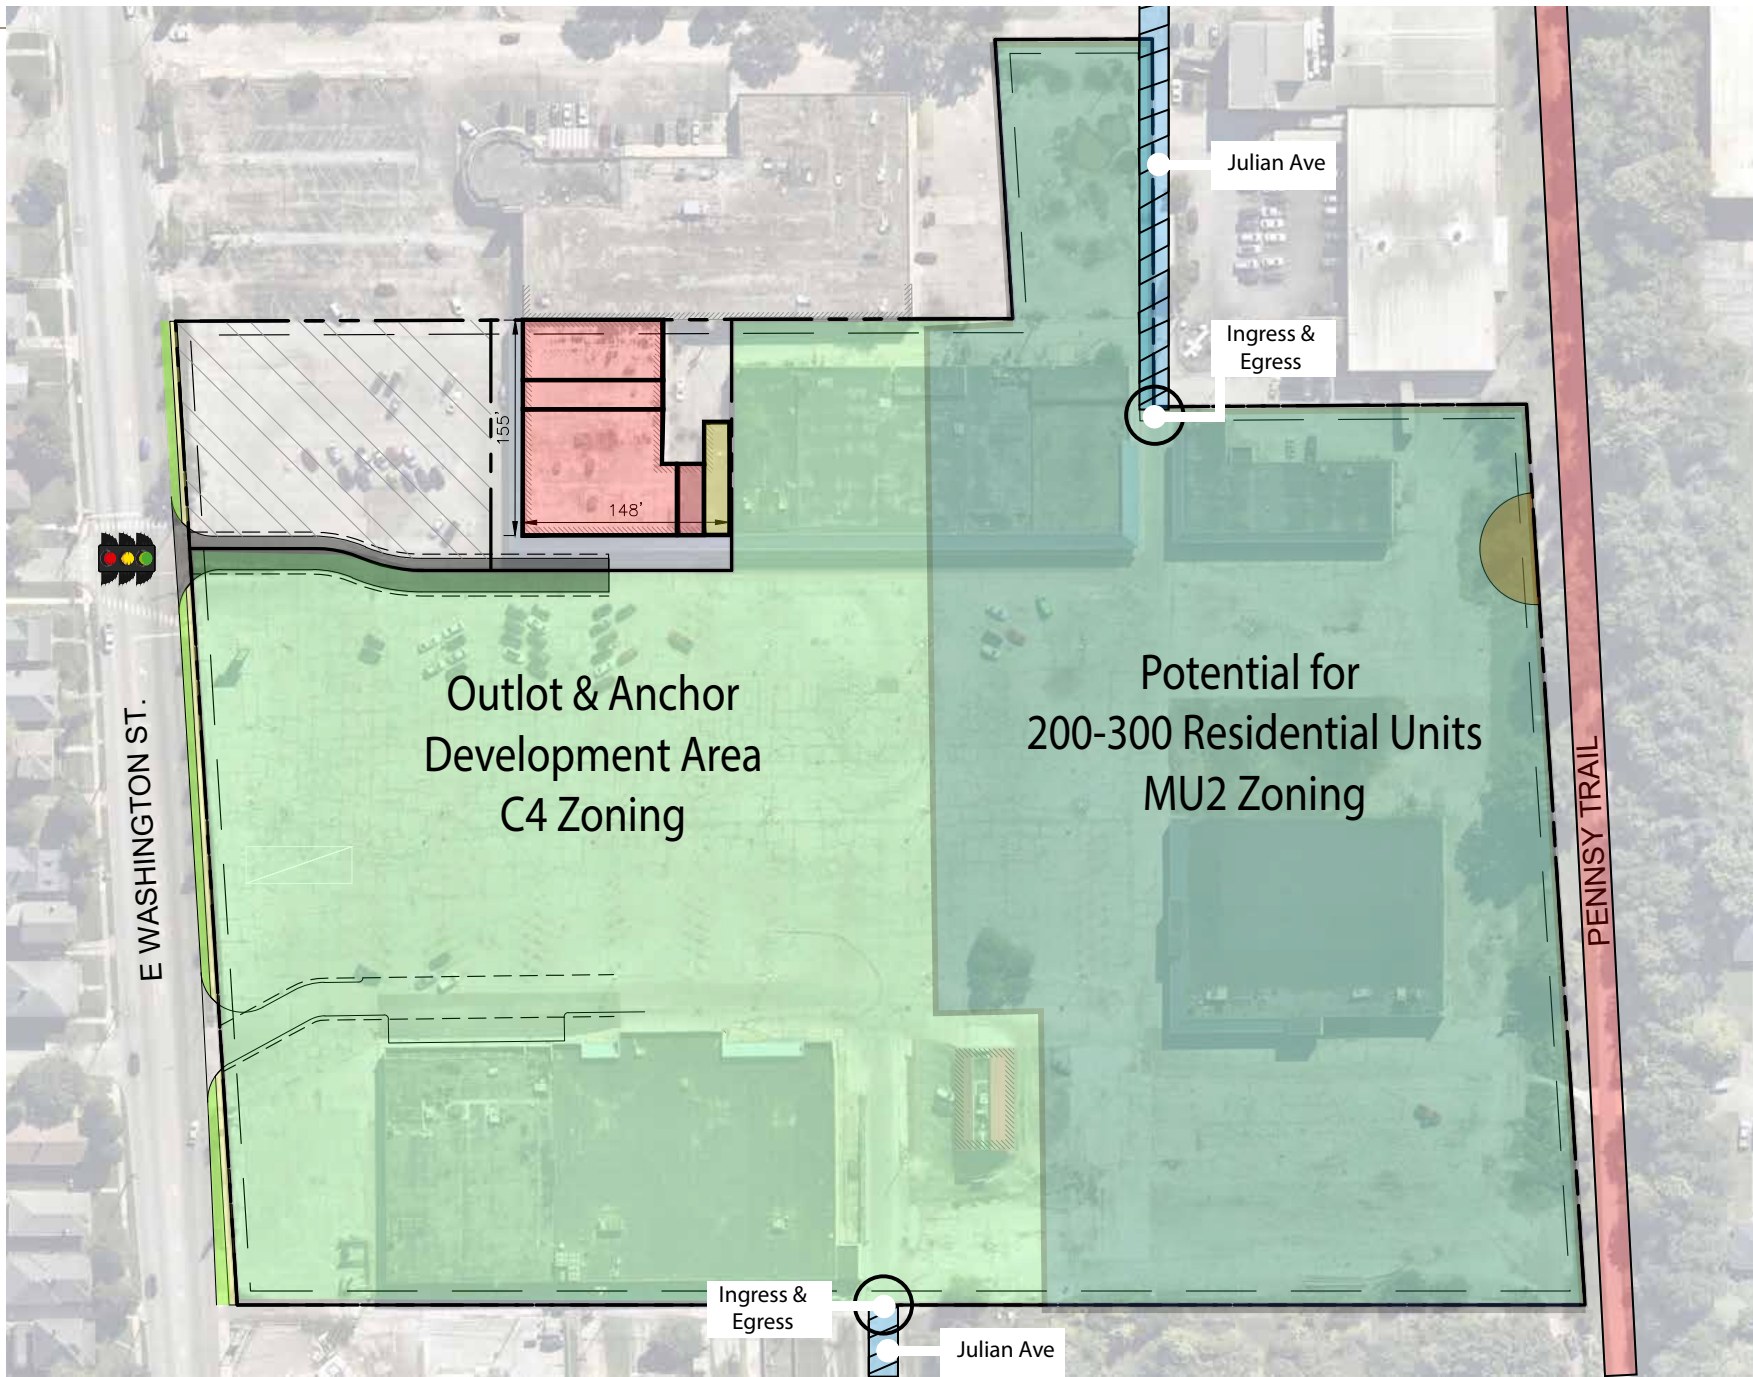 Julian Ave
Ingress &
Egress
155'
148'
Outlot & Anchor
Development Area
C4 Zoning
Potential for
200-300 Residential Units
MU2 Zoning
E WASHINGTON ST.
PENNSY TRAIL
Ingress &
Egress
Julian Ave